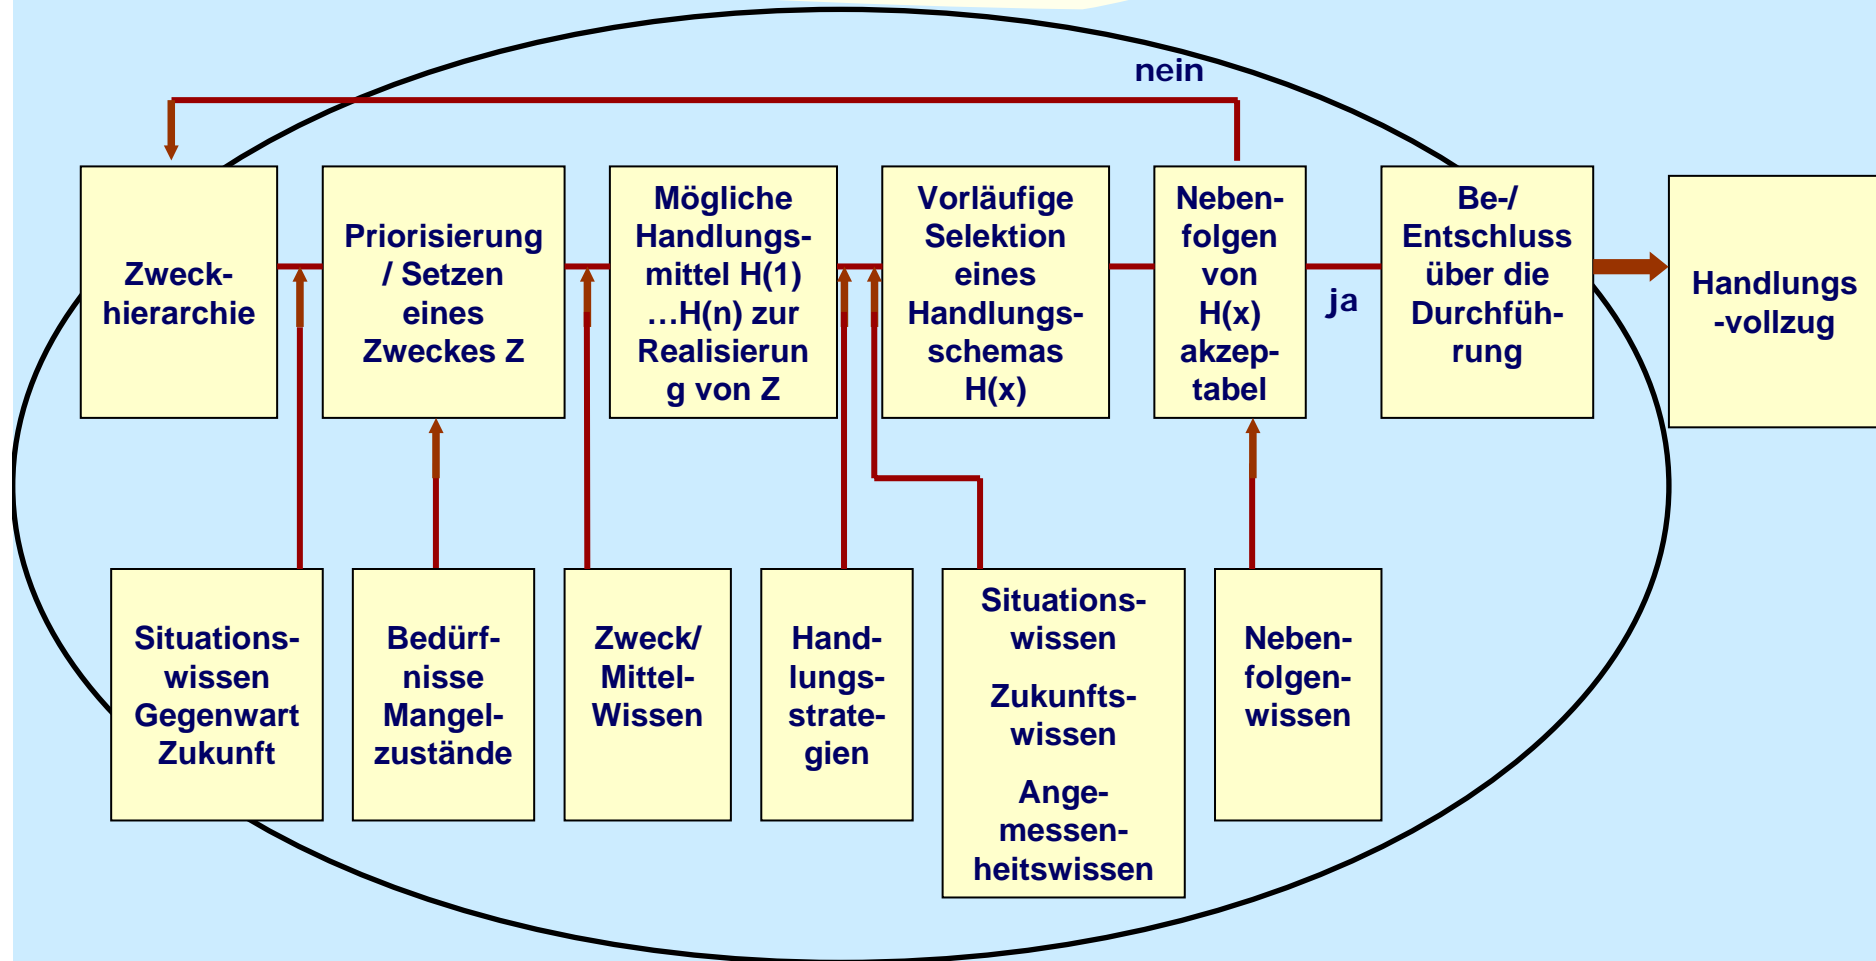 nein
Zweck-
hierarchie
Priorisierung
/ Setzen
eines
Zweckes Z
Mögliche
Handlungs-
mittel H(1)
...H(n) zur
Realisierun
g von Z
Vorläufige
Selektion
eines
Handlungs-
schemas
H(x)
Neben-
folgen
von
H(x)
akzep-
tabel
ja
Be-/
Entschluss
über die
Durchfüh-
rung
Handlungs
-vollzug
Situations-
wissen
Gegenwart
Zukunft
Bedürf-
nisse
Mangel-
zustände
Zweck/
Mittel-
Wissen
Hand-
lungs-
strate-
gien
Situations-
wissen
Zukunfts-
wissen
Ange-
messen-
heitswissen
Neben-
folgen-
wissen